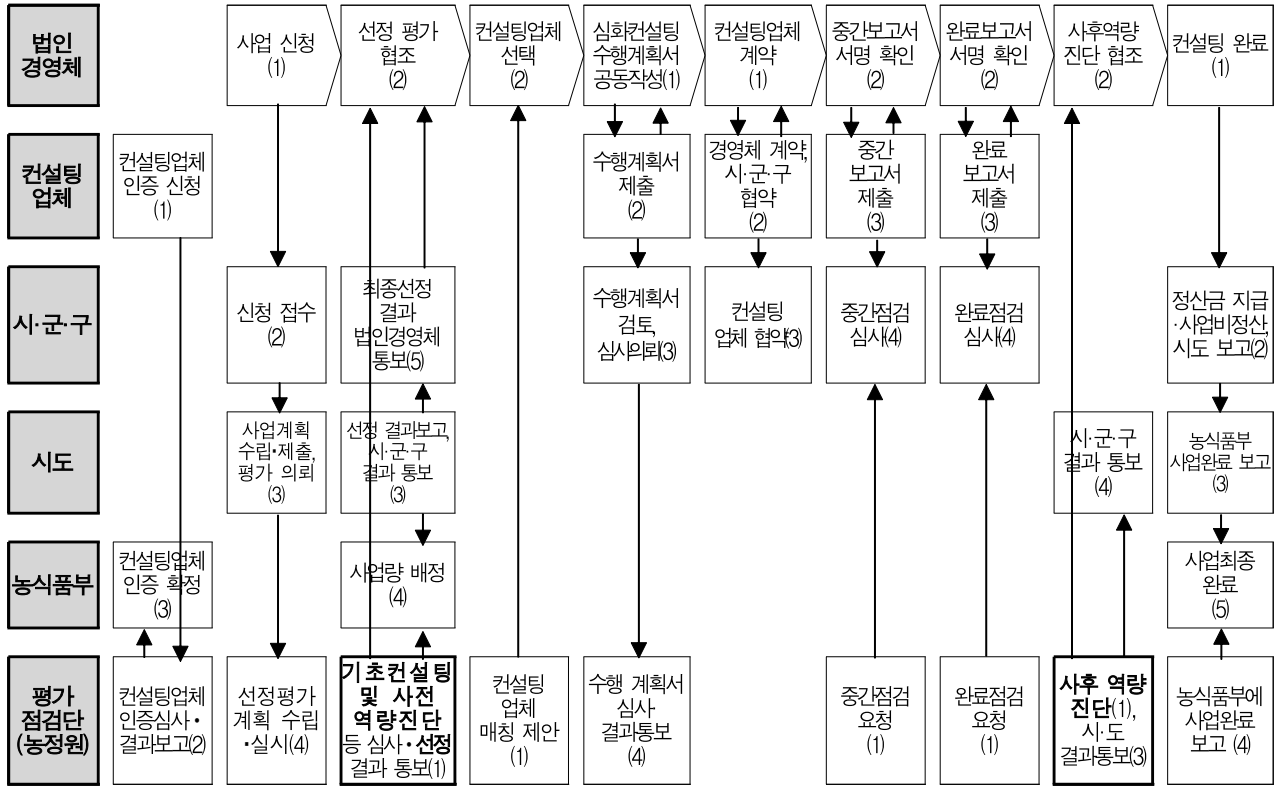 법인
경영체
사업 신청
(1)
선정 평가
협조
(2)
컨설팅업체
선택
(2)
심화컨설팅
수행계획서
공동작성(1)
컨설팅업체
계약
(1)
중간보고서
서명 확인
(2)
완료보고서
서명 확인
(2)
사후역량
진단 협조
(2)
컨설팅 완료
(1)
컨설팅
업체
컨설팅업체
인증 신청
(1)
수행계획서
제출
(2)
경영체 계약,
시·군·구
협약
(2)
중간
보고서
제출
(3)
완료
보고서
제출
(3)
시·군·구
신청 접수
(2)
최종선정
결과
법인경영체
통보(5)
수행계획서
검토,
심사의뢰(3)
컨설팅
업체 협약(3)
중간점검
심사(4)
완료점검
심사(4)
정산금 지급
·사업비정산,
시도 보고(2)
시도
사업계획
수립·제출,
평가 의뢰
(3)
선정 결과보고,
시·군·구
결과 통보
(3)
시·군·구
결과 통보
(4)
농식품부
사업완료 보고
(3)
농식품부
컨설팅업체
인증 확정
(3)
사업량 배정
(4)
사업최종
완료
(5)
평가
점검단
(농정원)
컨설팅업체
인증심사·
결과보고(2)
선정평가
계획 수립
·실시(4)
기초컨설팅
및 사전
역량진단
등 심사·선정
결과 통보(1)
컨설팅
업체
매칭 제안
(1)
수행 계획서
심사
결과통보
(4)
중간점검
요청
(1)
완료점검
요청
(1)
사후 역량
진단(1),
시·도
결과통보(3)
농식품부에
사업완료
보고 (4)